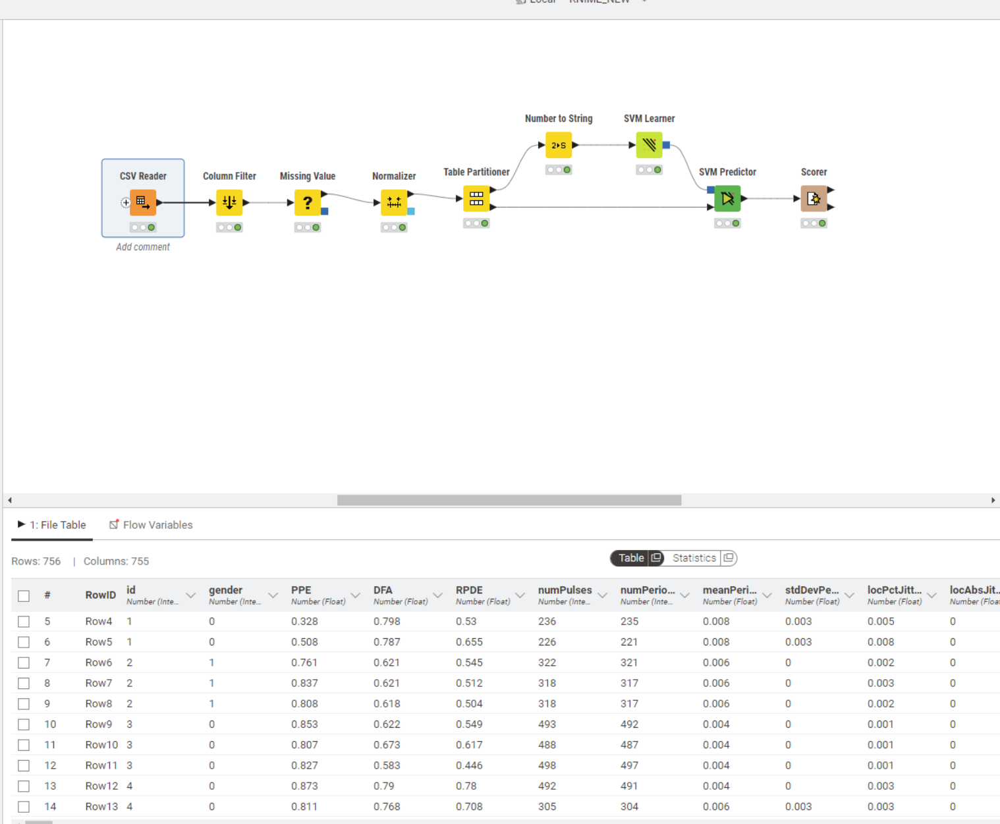 Local KNIME_NEW
Number to String SVM Learner
2▸S
CSV Reader Column Filter Missing Value Normalizer Table Partitioner SVM Predictor Scorer
?
Add comment
1: File Table Flow Variables
Rows: 756 | Columns: 755 Table Statistics
# RowID id gender PPE DFA RPDE numPulses numPerio... meanPeri... stdDevPe... locPctJitt... locAbsJit...
Number (Inte... Number (Inte... Number (Float) Number (Float) Number (Float) Number (Inte... Number (Inte... Number (Float) Number (Float) Number (Float) Number (Floa
5 Row4 1 0 0.328 0.798 0.53 236 235 0.008 0.003 0.005 0
6 Row5 1 0 0.508 0.787 0.655 226 221 0.008 0.003 0.008 0
7 Row6 2 1 0.761 0.621 0.545 322 321 0.006 0 0.002 0
8 Row7 2 1 0.837 0.621 0.512 318 317 0.006 0 0.003 0
9 Row8 2 1 0.808 0.618 0.504 318 317 0.006 0 0.002 0
10 Row9 3 0 0.853 0.622 0.549 493 492 0.004 0 0.001 0
11 Row10 3 0 0.807 0.673 0.617 488 487 0.004 0 0.001 0
12 Row11 3 0 0.827 0.583 0.446 498 497 0.004 0 0.001 0
13 Row12 4 0 0.873 0.79 0.78 492 491 0.004 0 0.003 0
14 Row13 4 0 0.811 0.768 0.708 305 304 0.006 0.003 0.003 0